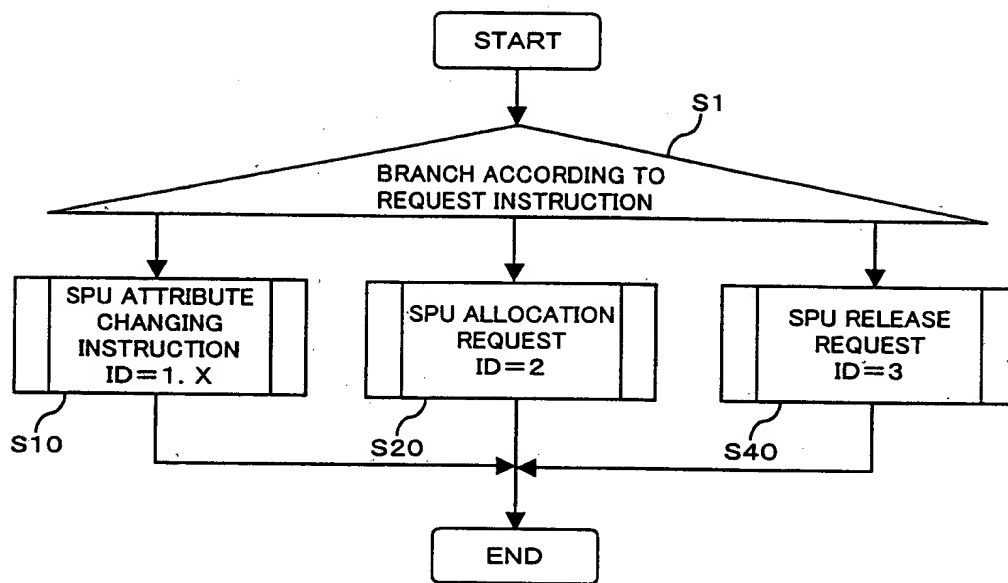 START
S1
BRANCH ACCORDING TO
REQUEST INSTRUCTION
SPU ATTRIBUTE
CHANGING
INSTRUCTION
ID=1. X
SPU ALLOCATION
REQUEST
ID=2
SPU RELEASE
REQUEST
ID=3
S10
S20
S40
END